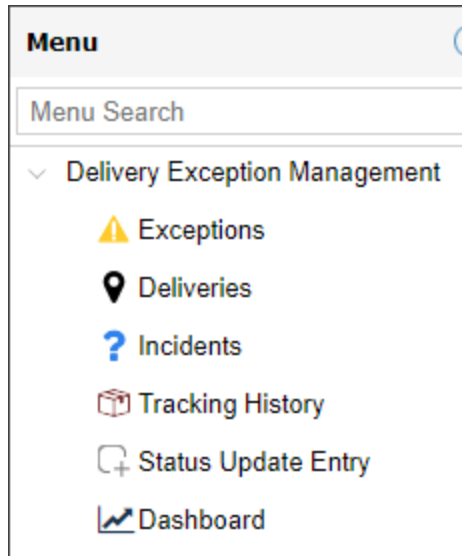 Menu
Menu Search
Delivery Exception Management
Exceptions
Deliveries
Incidents
Tracking History
Status Update Entry
Dashboard